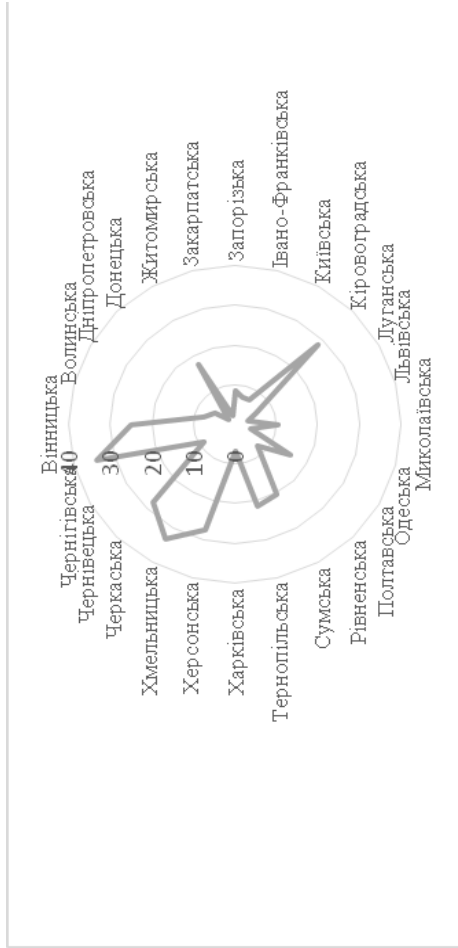 Вінницька
Волинська
Дніпропетровська
Донецька
Житомирська
Закарпатська
Запорізька
Івано-Франківська
Київська
Кіровоградська
Луганська
Львівська
Миколаївська
Одеська
Полтавська
Рівненська
Сумська
Тернопільська
Харківська
Херсонська
Хмельницька
Черкаська
Чернівецька
Чернігівська
40
30
20
10
0